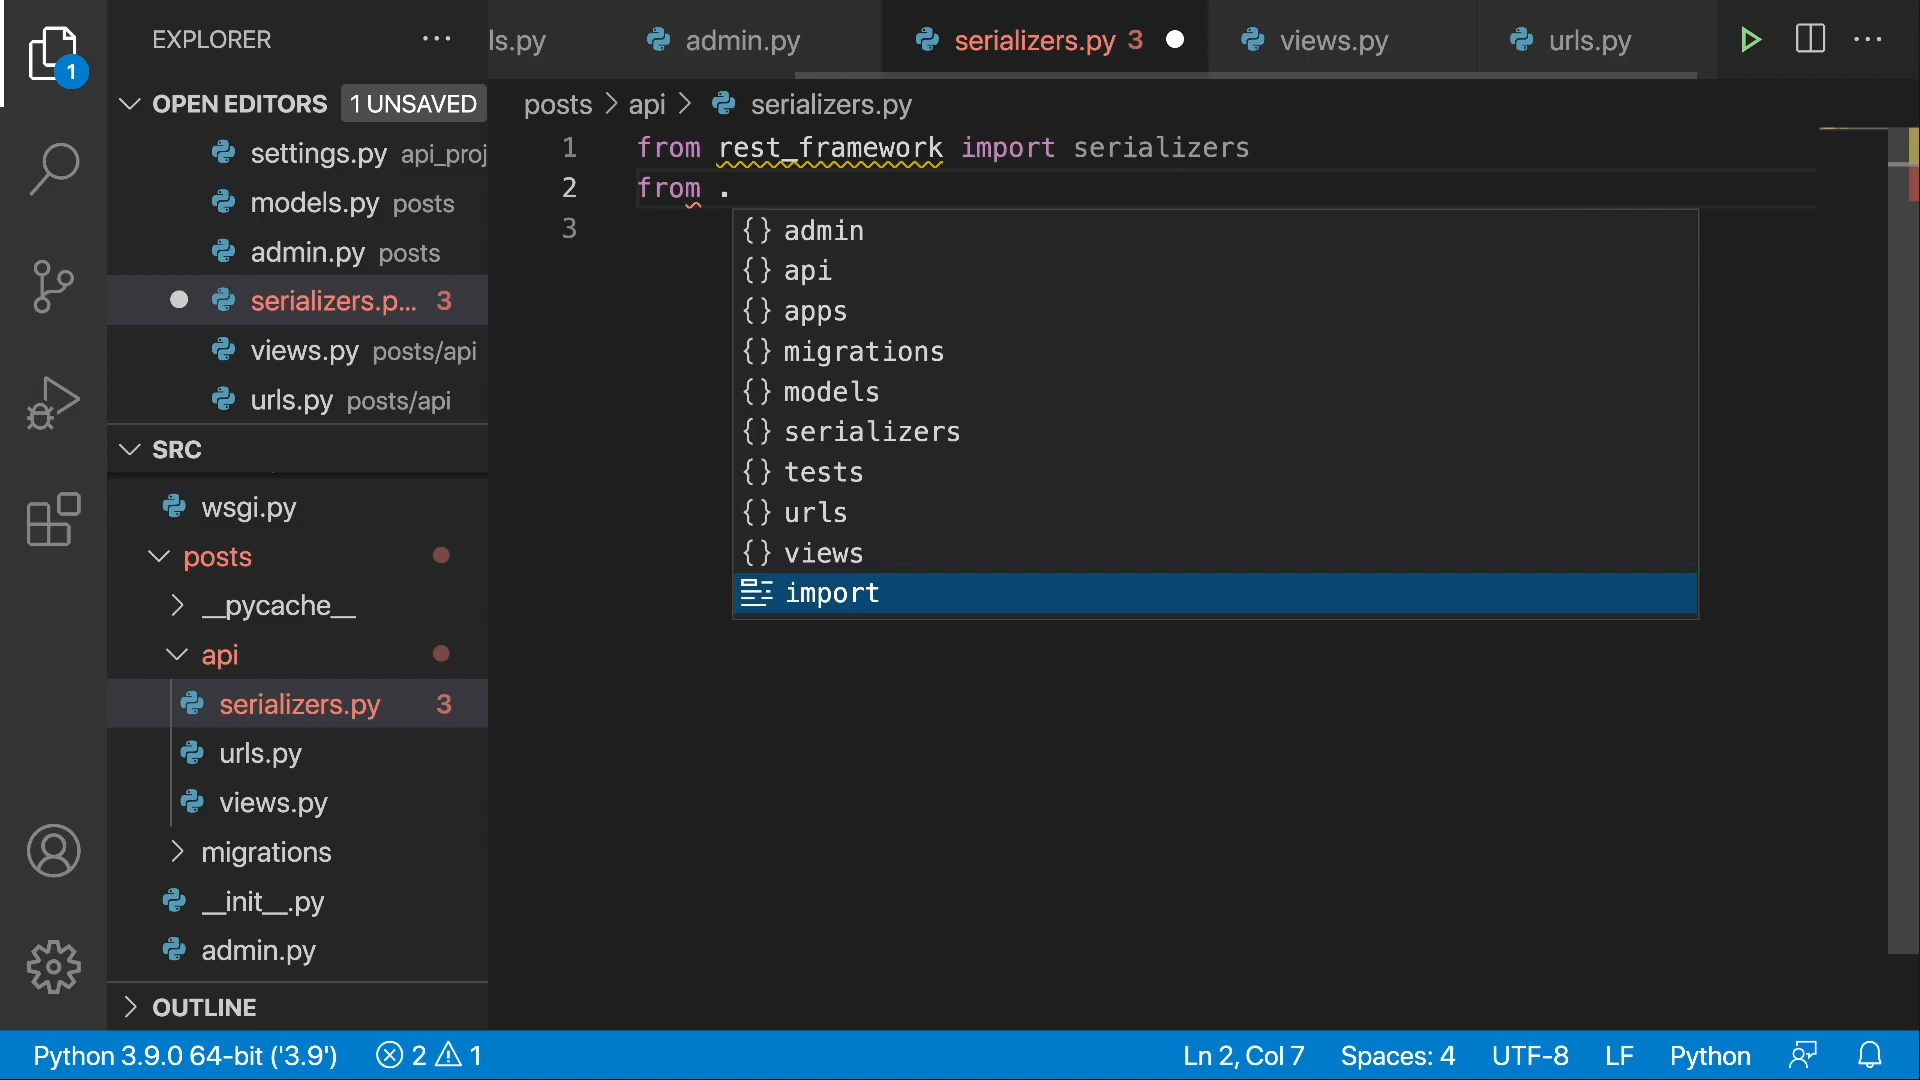 EXPLORER
ls.py
admin.py
serializers.py 3
views.py
urls.py
1
OPEN EDITORS
1 UNSAVED
settings.py api_proj
models.py posts
admin.py posts
serializers.p... 3
views.py posts/api
urls.py posts/api
SRC
wsgi.py
posts
__pycache__
api
serializers.py 3
urls.py
views.py
migrations
__init__.py
admin.py
OUTLINE
posts > api > serializers.py
1 from rest_framework import serializers
2 from .
3
{} admin
{} api
{} apps
{} migrations
{} models
{} serializers
{} tests
{} urls
{} views
import
Python 3.9.0 64-bit ('3.9')
2 1
Ln 2, Col 7
Spaces: 4
UTF-8
LF
Python